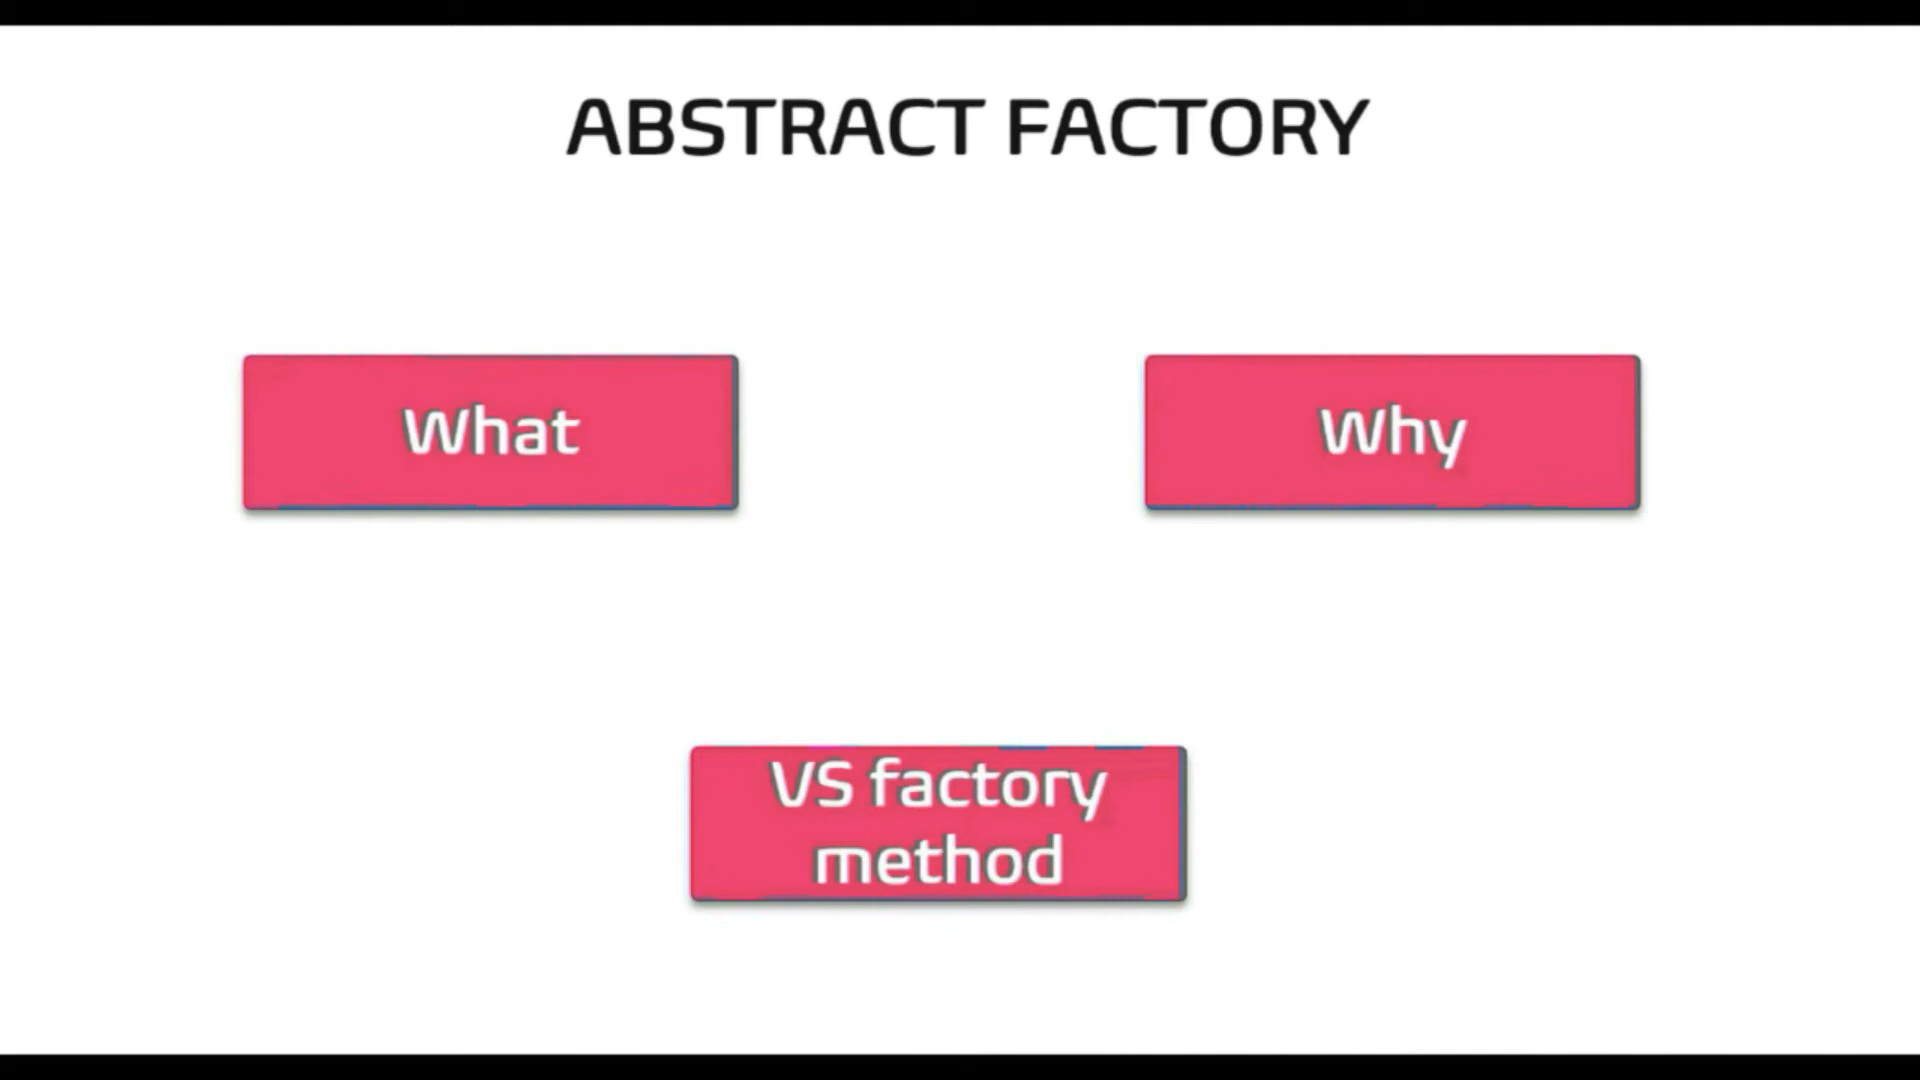 ABSTRACT FACTORY
What
Why
VS factory
method